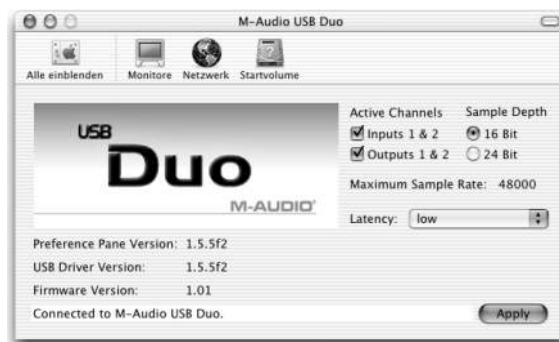 M-Audio USB Duo
Alle einblenden Monitore Netzwerk Startvolume
USB
Duo
M-AUDIO
Active Channels Sample Depth
Inputs 1 & 2 16 Bit
Outputs 1 & 2 24 Bit
Maximum Sample Rate: 48000
Latency: low
Preference Pane Version: 1.5.5f2
USB Driver Version: 1.5.5f2
Firmware Version: 1.01
Connected to M-Audio USB Duo.
Apply